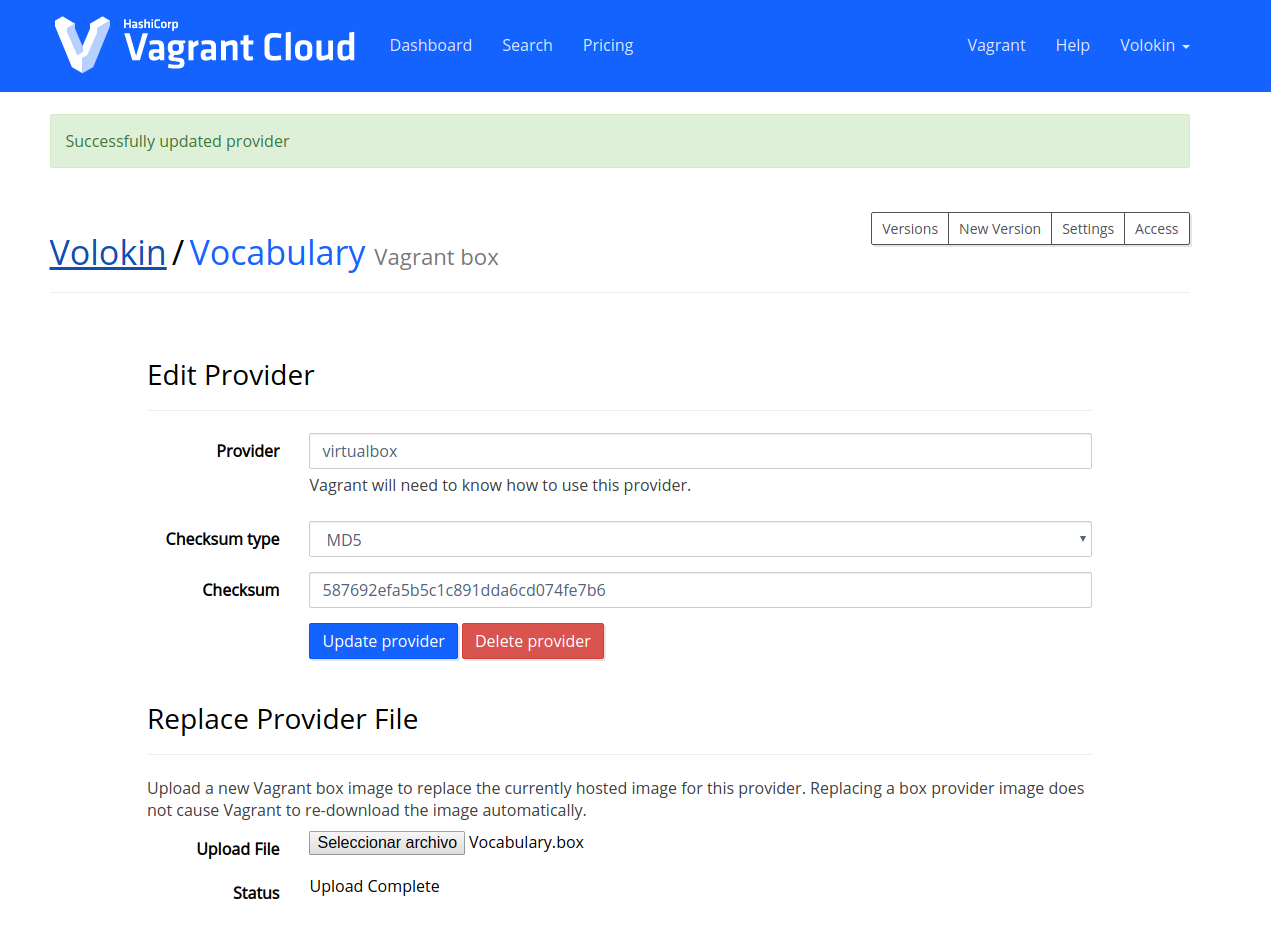 HashiCorp
Vagrant Cloud
Dashboard Search Pricing Vagrant Help Volokin
Successfully updated provider
Versions New Version Settings Access
Volokin / Vocabulary Vagrant box
Edit Provider
Provider virtualbox
Vagrant will need to know how to use this provider.
Checksum type MD5
Checksum 587692efa5b5c1c891dda6cd074fe7b6
Update provider Delete provider
Replace Provider File
Upload a new Vagrant box image to replace the currently hosted image for this provider. Replacing a box provider image does
not cause Vagrant to re-download the image automatically.
Upload File Seleccionar archivo Vocabulary.box
Status Upload Complete